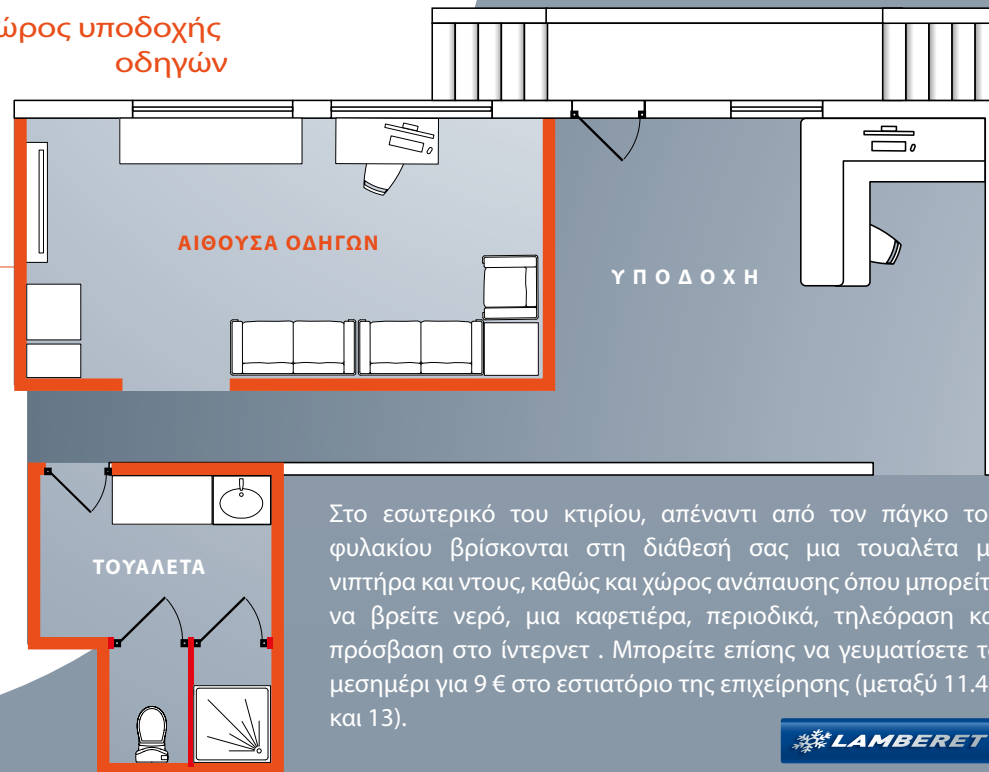 ώρος υποδοχής
οδηγών
ΑΙΘΟΥΣΑ ΟΔΗΓΩΝ
ΥΠΟΔΟΧΗ
ΤΟΥΑΛΕΤΑ
Στο εσωτερικό του κτιρίου, απέναντι από τον πάγκο το
φυλακίου βρίσκονται στη διάθεσή σας μια τουαλέτα μ
νιπτήρα και ντους, καθώς και χώρος ανάπαυσης όπου μπορείτ
να βρείτε νερό, μια καφετιέρα, περιοδικά, τηλεόραση κα
πρόσβαση στο ίντερνετ . Μπορείτε επίσης να γευματίσετε τ
μεσημέρι για 9 € στο εστιατόριο της επιχείρησης (μεταξύ 11.4
και 13).
LAMBERET